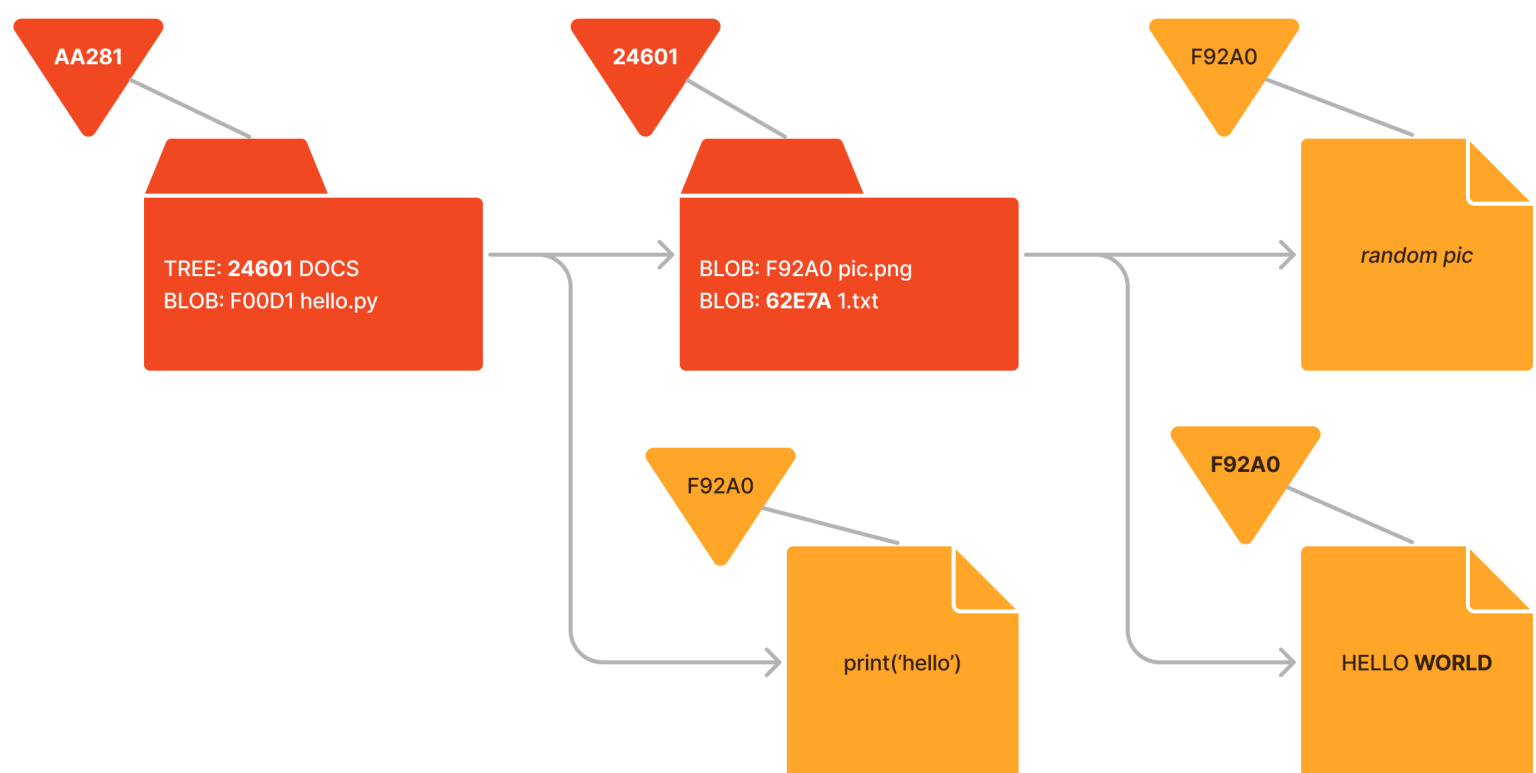 AA281
24601
F92A0
TREE: 24601 DOCS
BLOB: F00D1 hello.py
BLOB: F92A0 pic.png
BLOB: 62E7A 1.txt
random pic
F92A0
F92A0
print(‘hello’)
HELLO WORLD